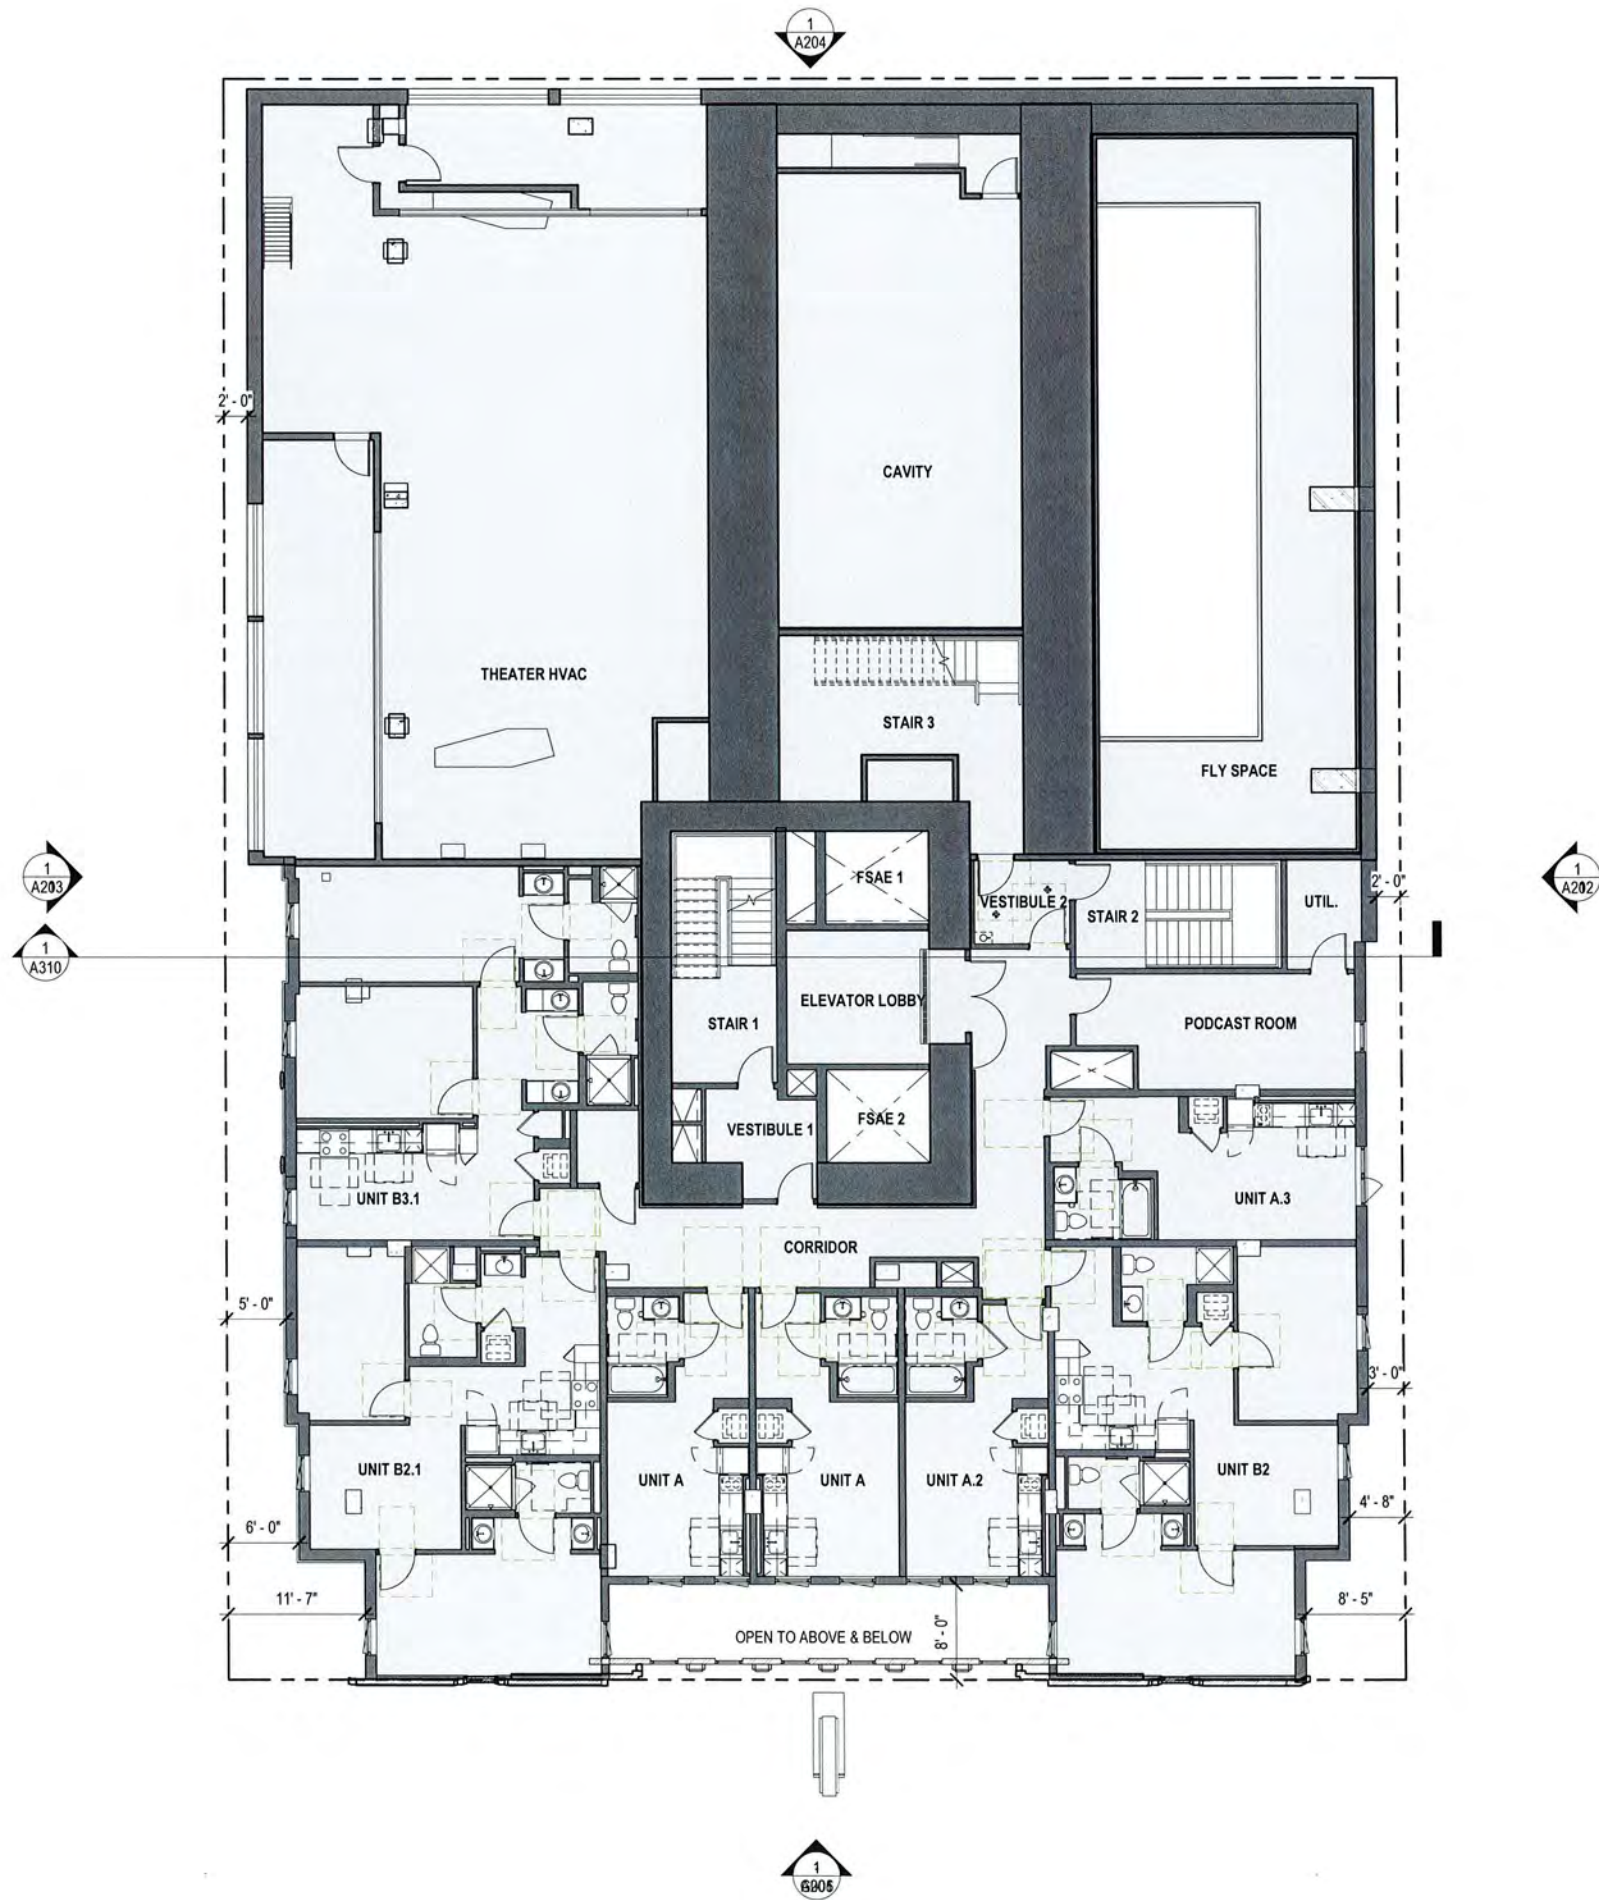 1
A204
2' - 0"
CAVITY
THEATER HVAC
STAIR 3
FLY SPACE
1
A203
FSAE 1
1
A202
2' - 0"
VESTIBULE 2
STAIR 2
UTIL.
1
A310
ELEVATOR LOBBY
STAIR 1
PODCAST ROOM
VESTIBULE 1
FSAE 2
UNIT B3.1
UNIT A.3
CORRIDOR
5' - 0"
3' - 0"
UNIT B2.1
UNIT A
UNIT A
UNIT A.2
UNIT B2
4' - 8"
6' - 0"
11' - 7"
8' - 5"
OPEN TO ABOVE & BELOW
8' - 0"
1